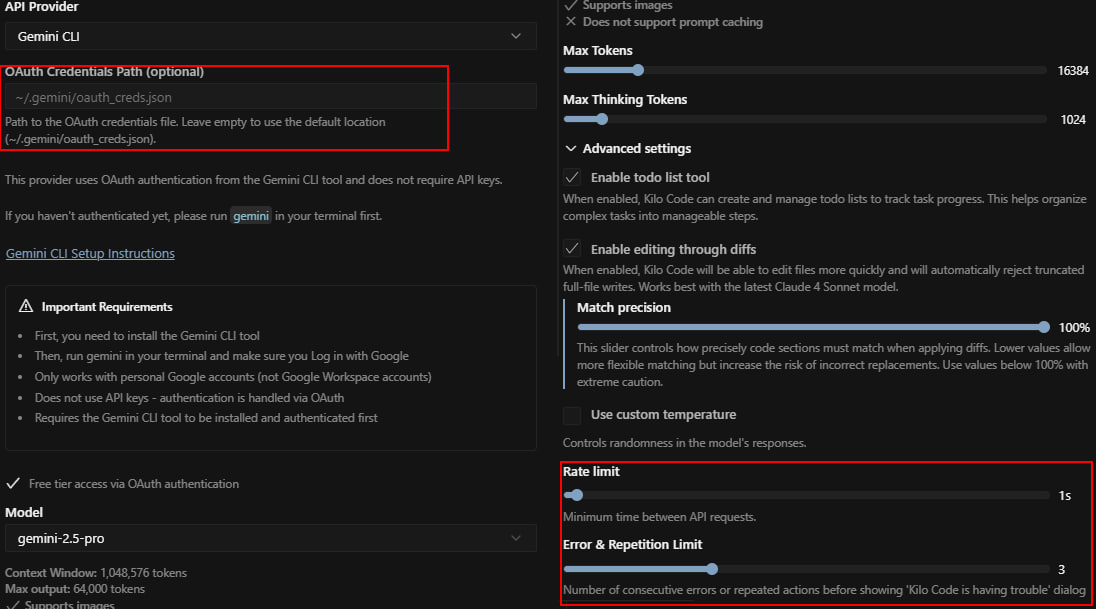 API Provider
Gemini CLI
OAuth Credentials Path (optional)
~/.gemini/oauth_creds.json
Path to the OAuth credentials file. Leave empty to use the default location
(~/.gemini/oauth_creds.json).
This provider uses OAuth authentication from the Gemini CLI tool and does not require API keys.
If you haven't authenticated yet, please run gemini in your terminal first.
Gemini CLI Setup Instructions
Important Requirements
First, you need to install the Gemini CLI tool
Then, run gemini in your terminal and make sure you Log in with Google
Only works with personal Google accounts (not Google Workspace accounts)
Does not use API keys - authentication is handled via OAuth
Requires the Gemini CLI tool to be installed and authenticated first
Free tier access via OAuth authentication
Model
gemini-2.5-pro
Context Window: 1,048,576 tokens
Max output: 64,000 tokens
Supports images
Supports images
Does not support prompt caching
Max Tokens
16384
Max Thinking Tokens
1024
Advanced settings
Enable todo list tool
When enabled, Kilo Code can create and manage todo lists to track task progress. This helps organize
complex tasks into manageable steps.
Enable editing through diffs
When enabled, Kilo Code will be able to edit files more quickly and will automatically reject truncated
full-file writes. Works best with the latest Claude 4 Sonnet model.
Match precision
100%
This slider controls how precisely code sections must match when applying diffs. Lower values allow
more flexible matching but increase the risk of incorrect replacements. Use values below 100% with
extreme caution.
Use custom temperature
Controls randomness in the model's responses.
Rate limit
1s
Minimum time between API requests.
Error & Repetition Limit
3
Number of consecutive errors or repeated actions before showing 'Kilo Code is having trouble' dialog